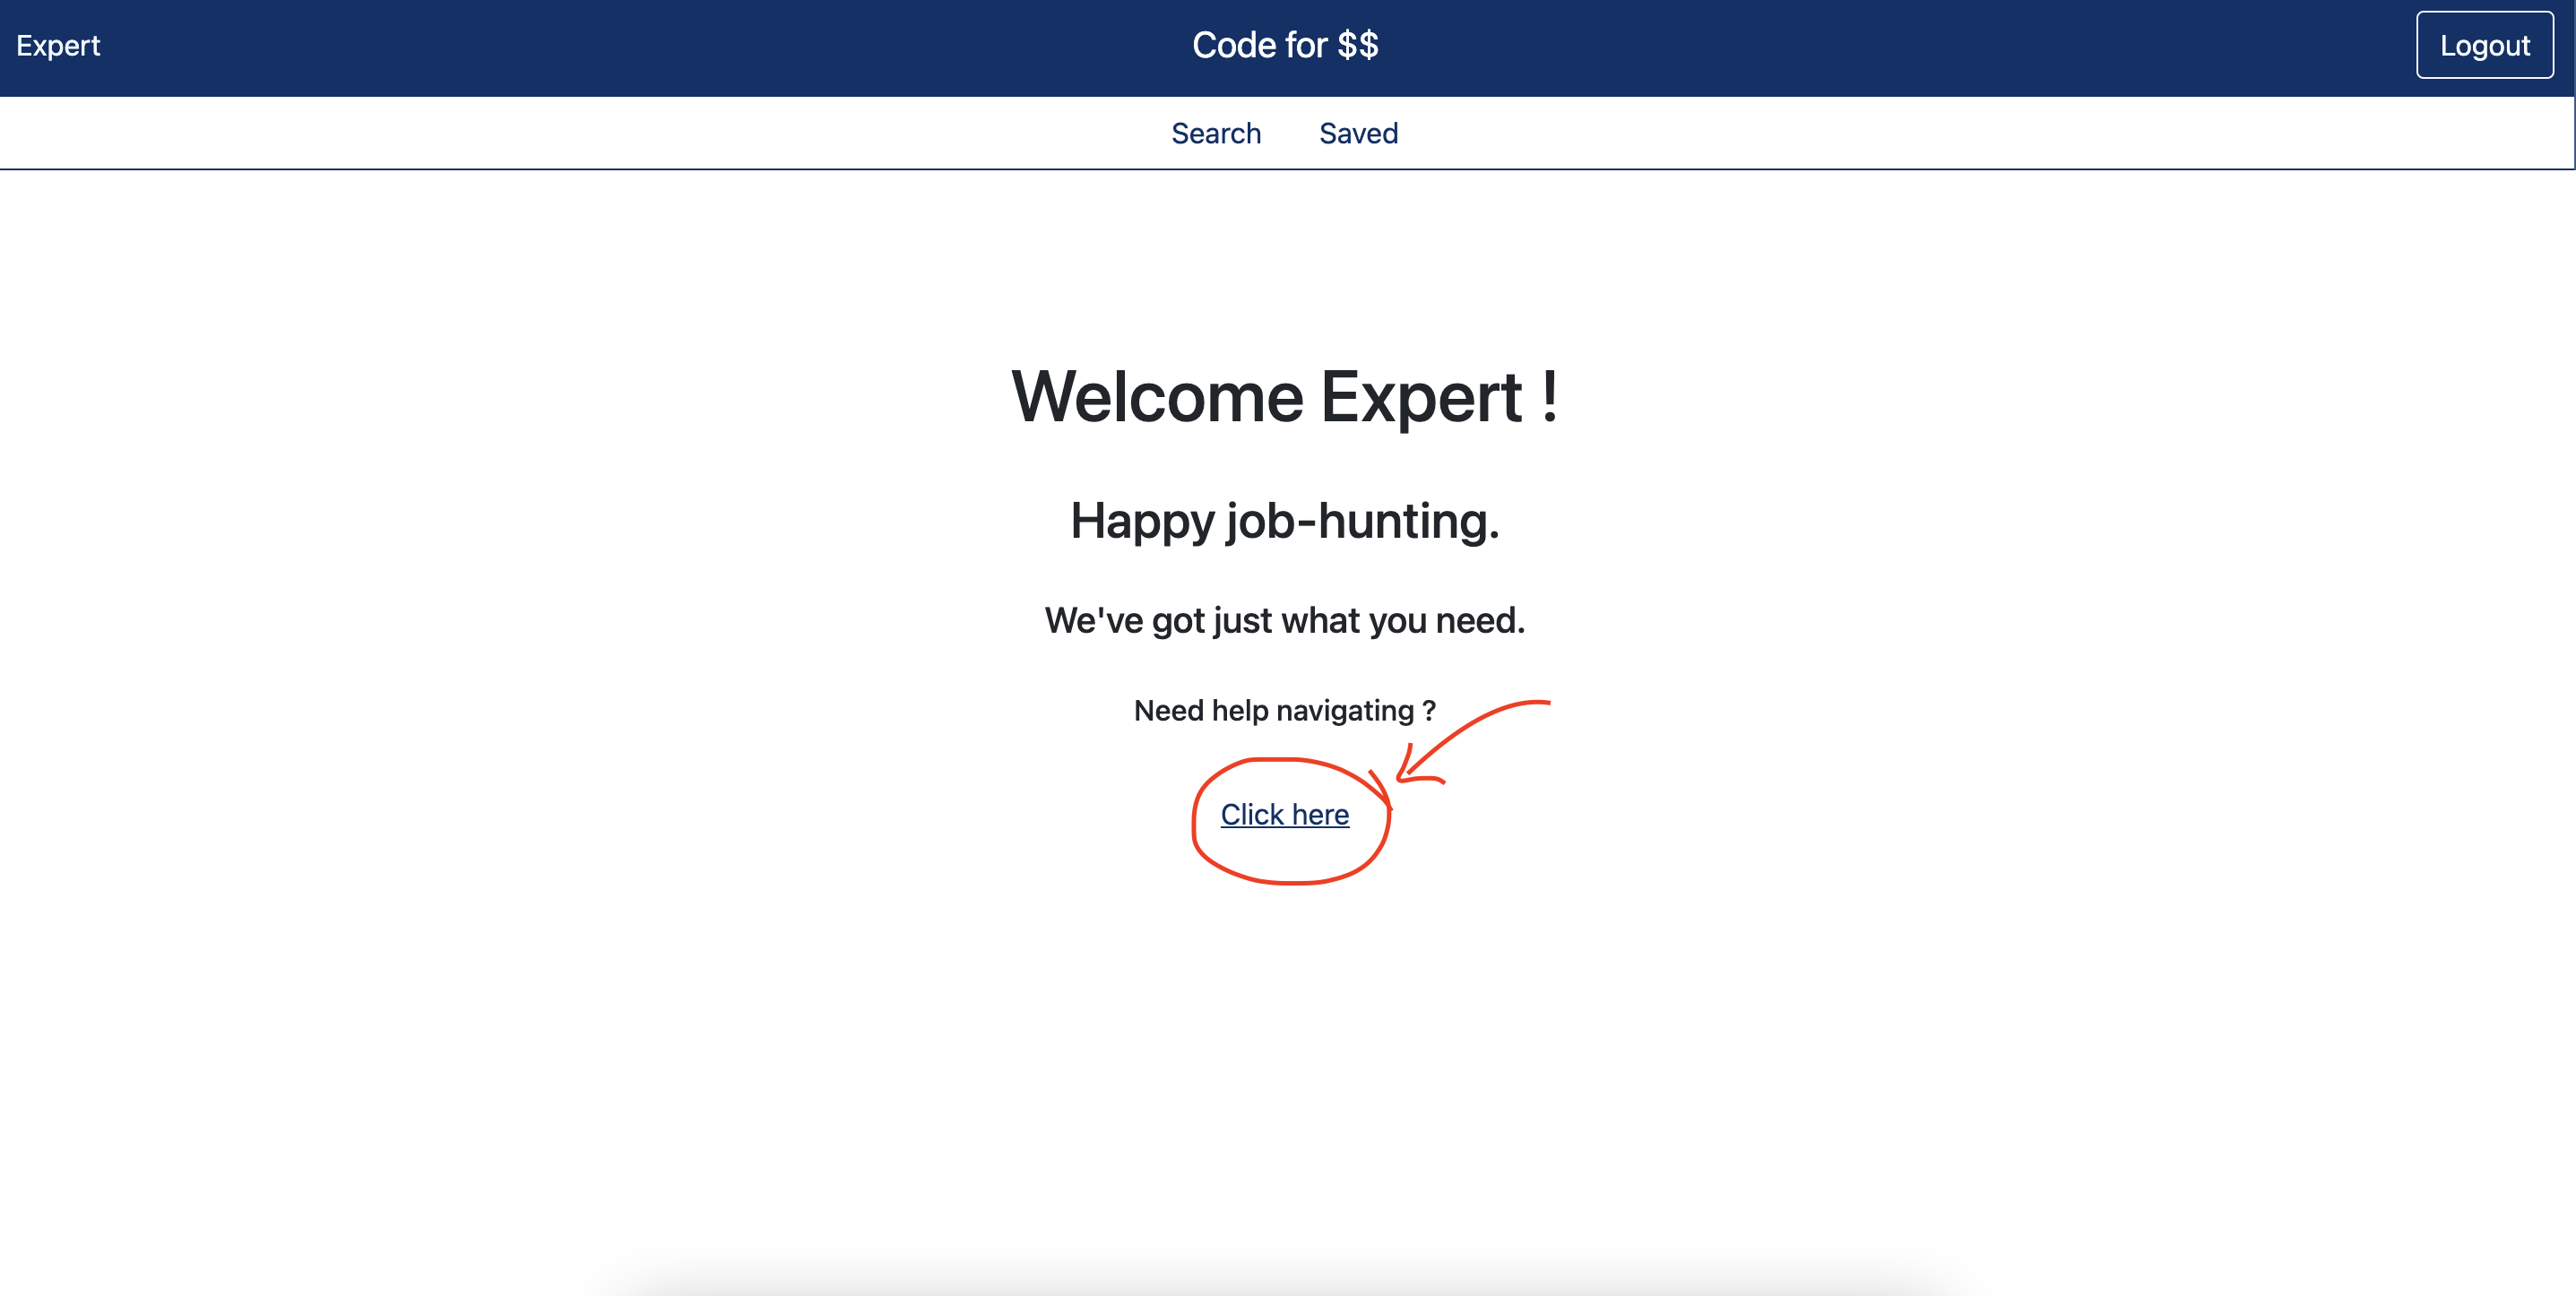 Expert Code for $$ Logout
Search Saved
Welcome Expert !
Happy job-hunting.
We've got just what you need.
Need help navigating ?
Click here